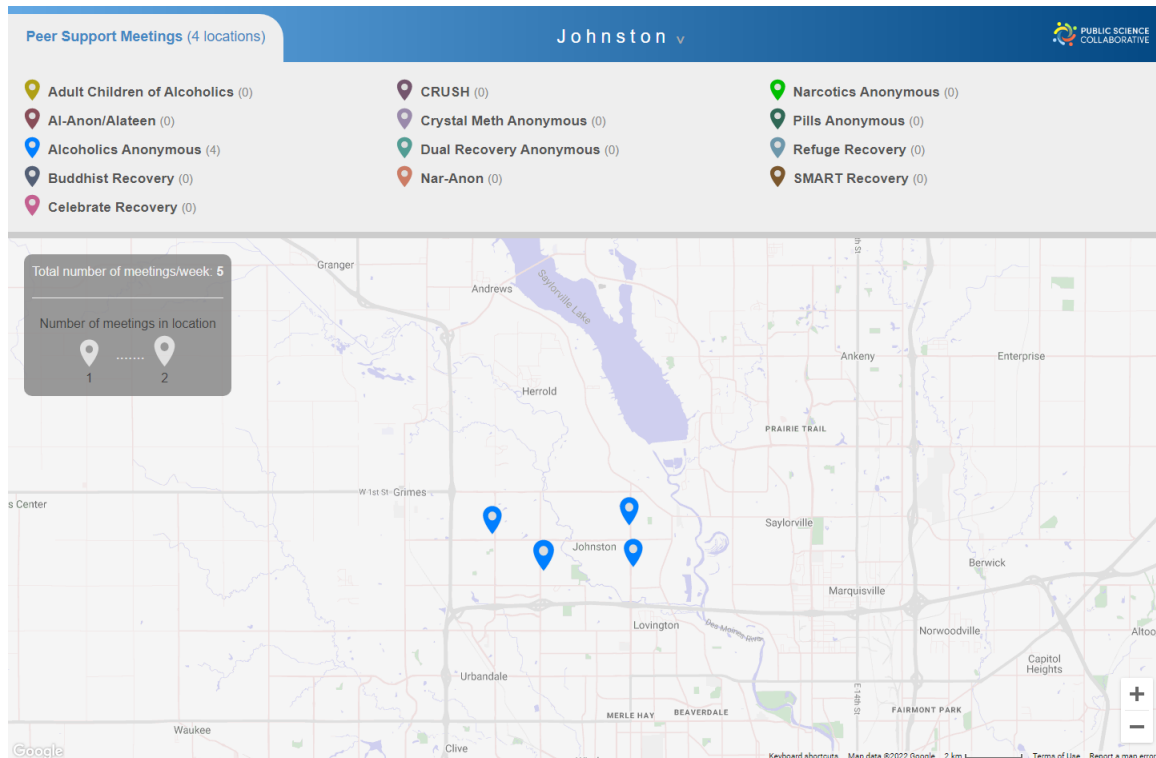 Peer Support Meetings (4 locations)
Johnston v
PUBLIC SCIENCE
COLLABORATIVE
Adult Children of Alcoholics (0)
Al-Anon/Alateen (0)
Alcoholics Anonymous (4)
Buddhist Recovery (0)
Celebrate Recovery (0)
CRUSH (0)
Crystal Meth Anonymous (0)
Dual Recovery Anonymous (0)
Nar-Anon (0)
Narcotics Anonymous (0)
Pills Anonymous (0)
Refuge Recovery (0)
SMART Recovery (0)
Total number of meetings/week: 5
Number of meetings in location
1 ....... 2
Granger
Andrews
Saylorville Lake
th St
Ankeny
Enterprise
Herrold
PRAIRIE TRAIL
W 1st St
Grimes
s Center
Saylorville
Johnston
Berwick
Marquisville
Lovington
Des Moines River
Norwoodville
Altoo
Capitol
Heights
Urbandale
E 14th St
MERLE HAY
BEAVERDALE
FAIRMONT PARK
Waukee
Clive
+
−
Google
Keyboard shortcuts
Map data ©2022 Google
2 km
Terms of Use
Report a map error